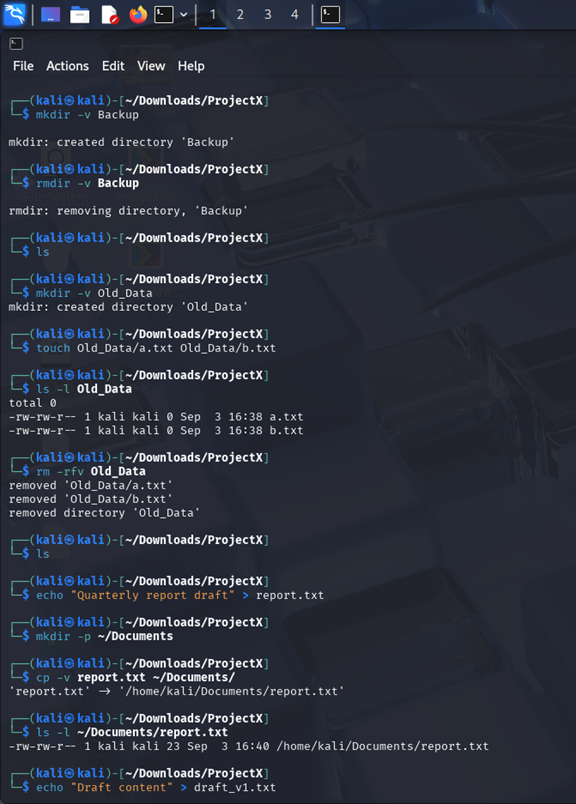 1 2 3 4
File Actions Edit View Help
┌──(kali㉿kali)-[~/Downloads/ProjectX]
└─$ mkdir -v Backup
mkdir: created directory 'Backup'
┌──(kali㉿kali)-[~/Downloads/ProjectX]
└─$ rmdir -v Backup
rmdir: removing directory, 'Backup'
┌──(kali㉿kali)-[~/Downloads/ProjectX]
└─$ ls
┌──(kali㉿kali)-[~/Downloads/ProjectX]
└─$ mkdir -v Old_Data
mkdir: created directory 'Old_Data'
┌──(kali㉿kali)-[~/Downloads/ProjectX]
└─$ touch Old_Data/a.txt Old_Data/b.txt
┌──(kali㉿kali)-[~/Downloads/ProjectX]
└─$ ls -l Old_Data
total 0
-rw-rw-r-- 1 kali kali 0 Sep  3 16:38 a.txt
-rw-rw-r-- 1 kali kali 0 Sep  3 16:38 b.txt
┌──(kali㉿kali)-[~/Downloads/ProjectX]
└─$ rm -rfv Old_Data
removed 'Old_Data/a.txt'
removed 'Old_Data/b.txt'
removed directory 'Old_Data'
┌──(kali㉿kali)-[~/Downloads/ProjectX]
└─$ ls
┌──(kali㉿kali)-[~/Downloads/ProjectX]
└─$ echo "Quarterly report draft" > report.txt
┌──(kali㉿kali)-[~/Downloads/ProjectX]
└─$ mkdir -p ~/Documents
┌──(kali㉿kali)-[~/Downloads/ProjectX]
└─$ cp -v report.txt ~/Documents/
'report.txt' -> '/home/kali/Documents/report.txt'
┌──(kali㉿kali)-[~/Downloads/ProjectX]
└─$ ls -l ~/Documents/report.txt
-rw-rw-r-- 1 kali kali 23 Sep  3 16:40 /home/kali/Documents/report.txt
┌──(kali㉿kali)-[~/Downloads/ProjectX]
└─$ echo "Draft content" > draft_v1.txt